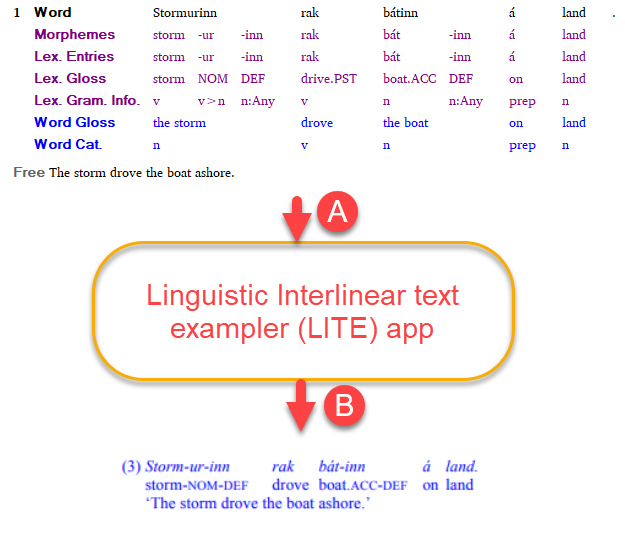 1 Word Stormurinn rak bátinn á land .
Morphemes storm -ur -inn rak bát -inn á land
Lex. Entries storm -ur -inn rak bát -inn á land
Lex. Gloss storm NOM DEF drive.PST boat.ACC DEF on land
Lex. Gram. Info. v v>n n:Any v n n:Any prep n
Word Gloss the storm drove the boat on land
Word Cat. n v n prep n
Free The storm drove the boat ashore.
A
Linguistic Interlinear text
exampler (LITE) app
B
(3) Storm-ur-inn rak bát-inn á land.
storm-NOM-DEF drove boat.ACC-DEF on land
‘The storm drove the boat ashore.’